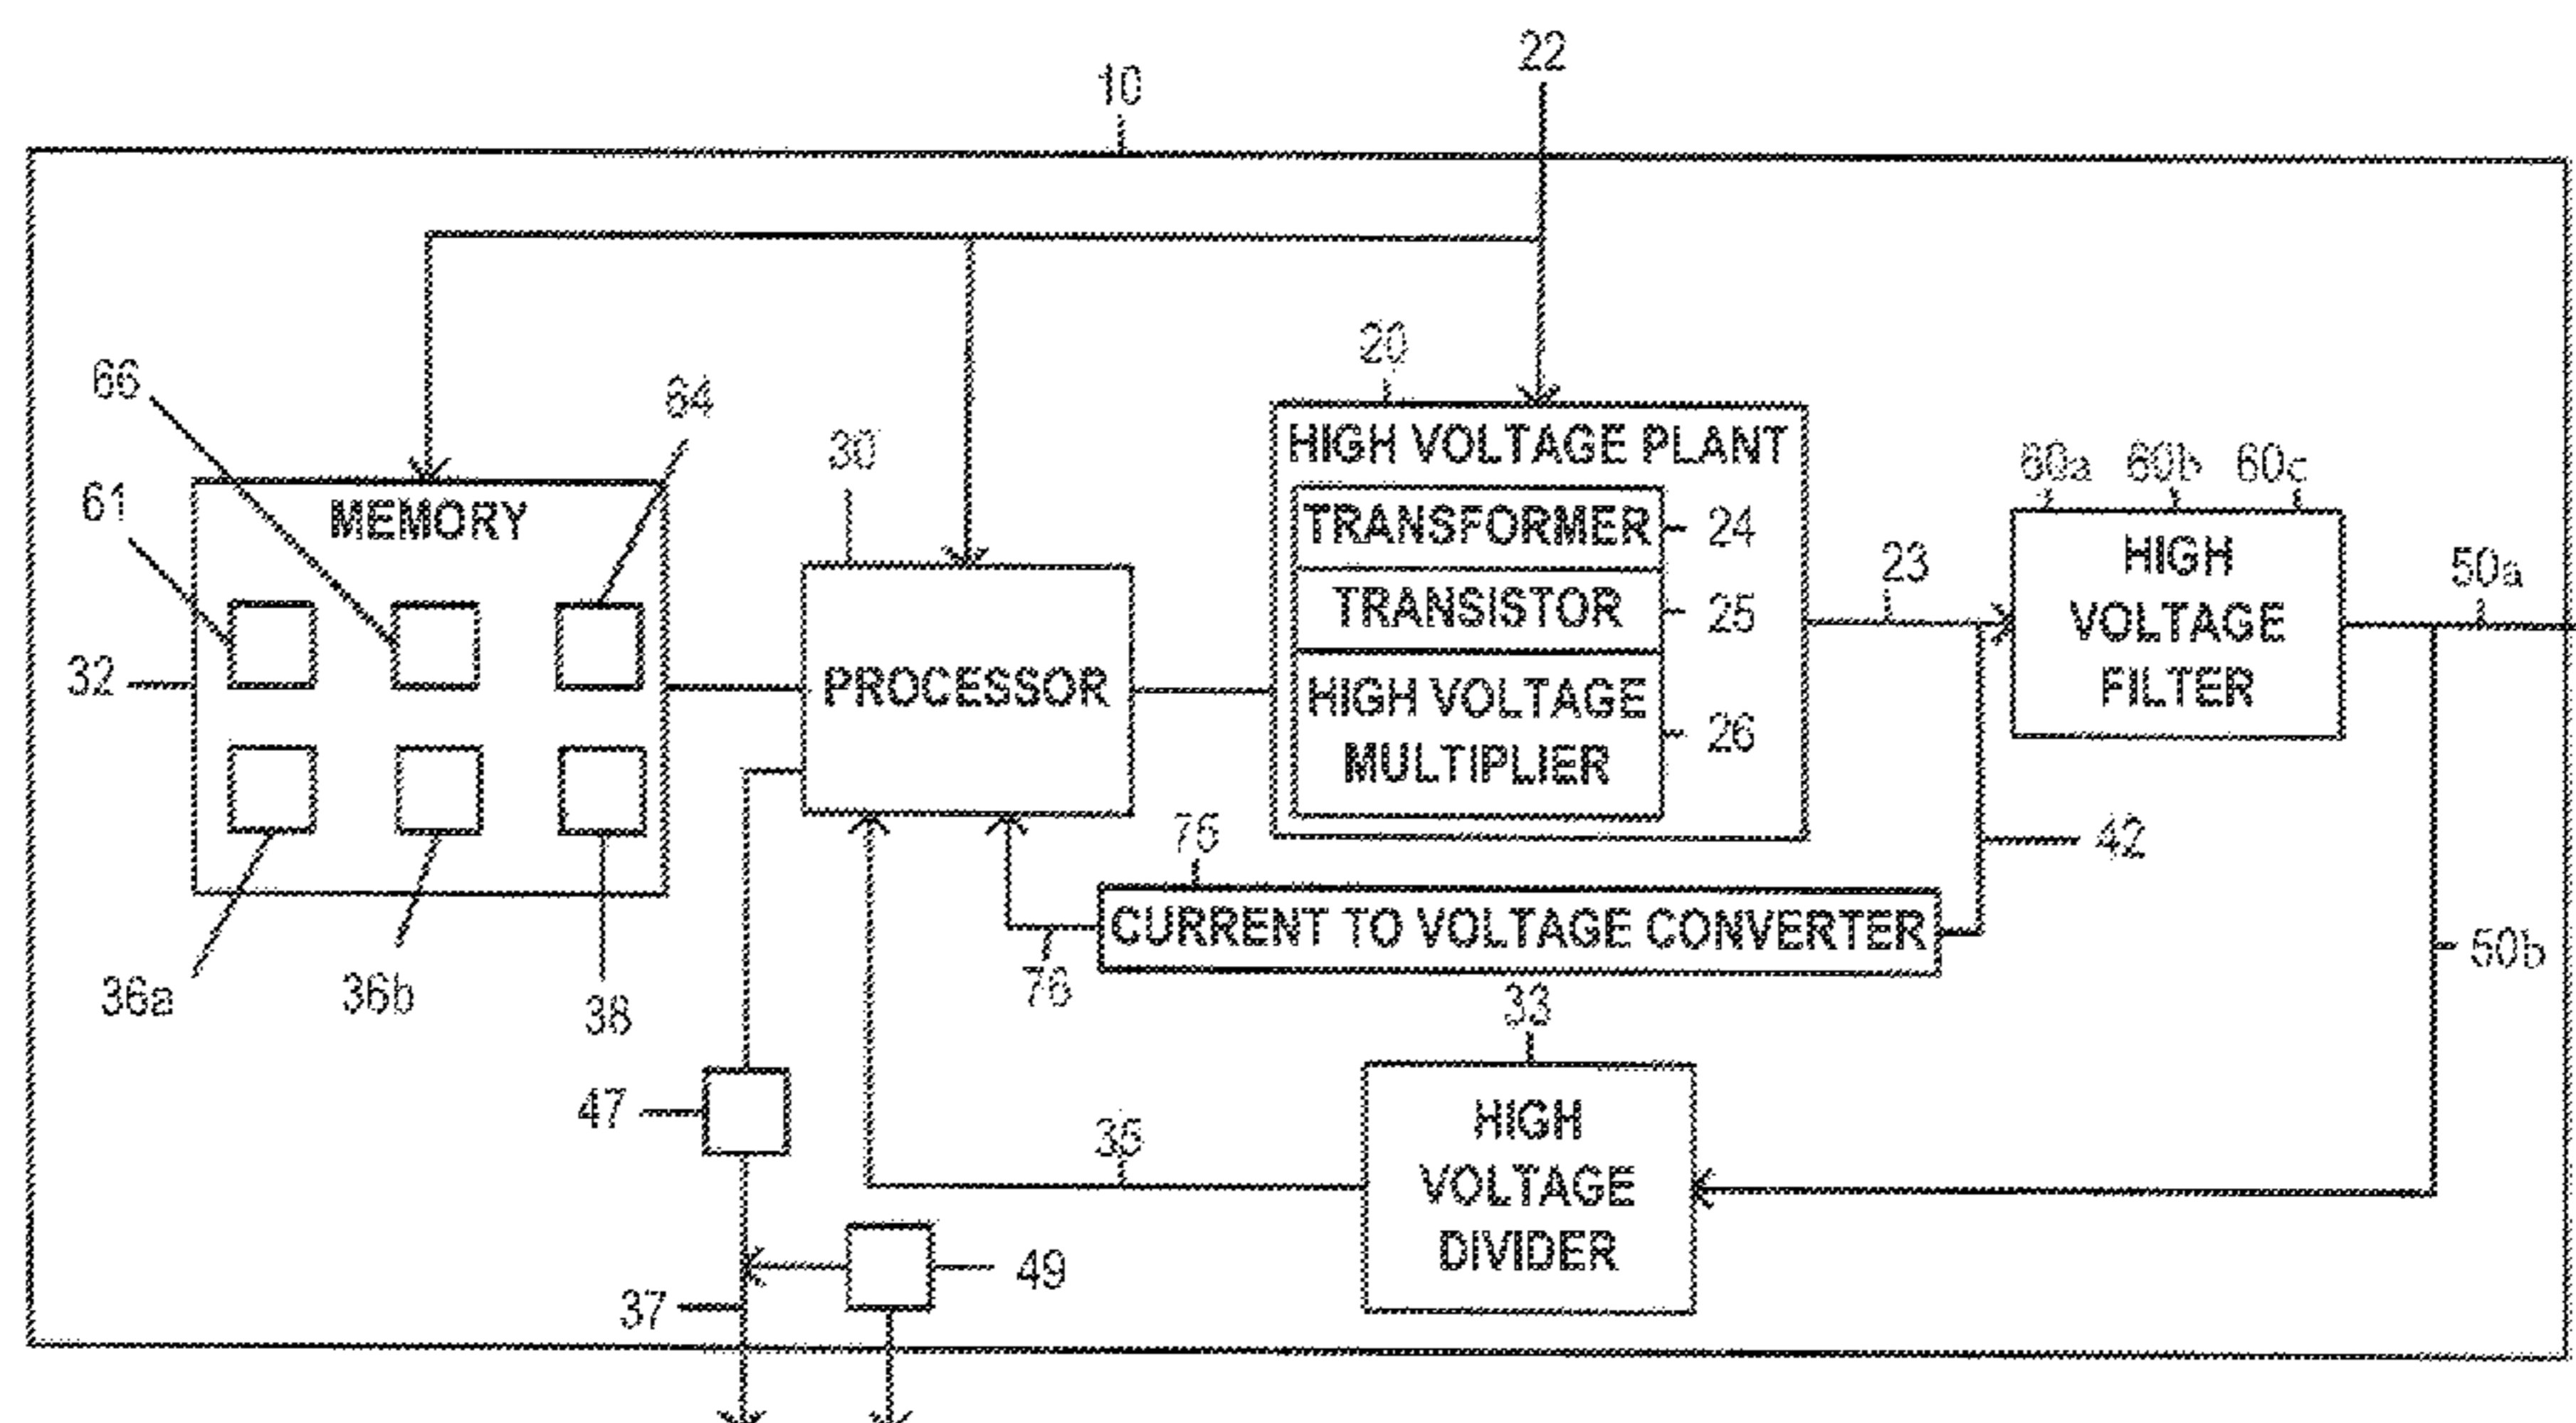 22
10
20
66
64
30
HIGH VOLTAGE PLANT
60a 60b 60c
61
MEMORY
TRANSFORMER
24
HIGH
VOLTAGE
FILTER
23
50a
TRANSISTOR
25
32
PROCESSOR
HIGH VOLTAGE
MULTIPLIER
26
75
42
CURRENT TO VOLTAGE CONVERTER
50b
36a
36b
38
76
33
47
35
HIGH
VOLTAGE
DIVIDER
49
37